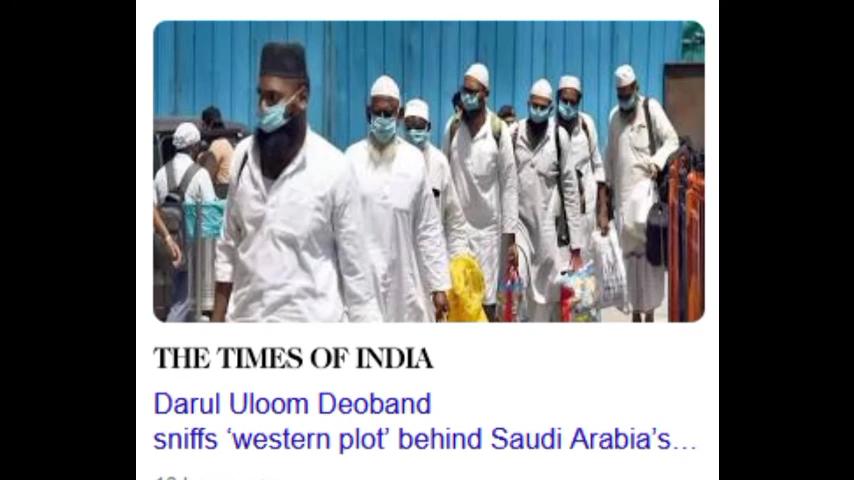 THE TIMES OF INDIA
Darul Uloom Deoband
sniffs ‘western plot’ behind Saudi Arabia’s…